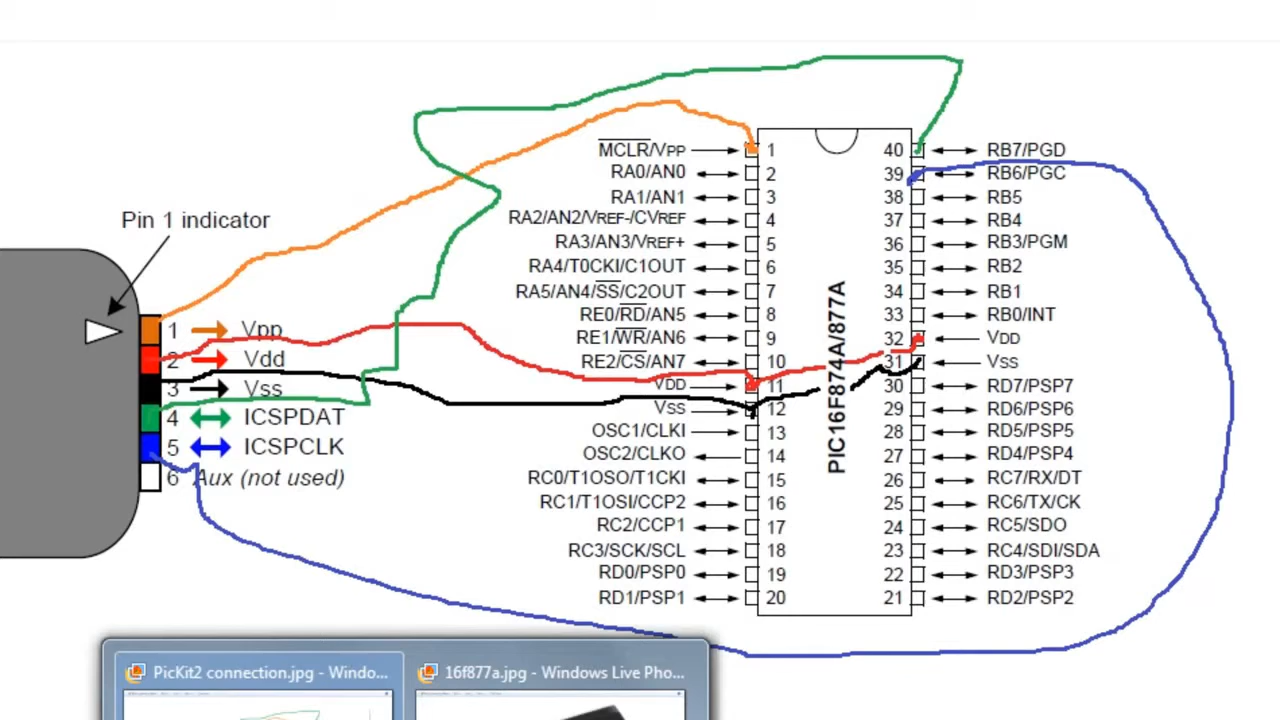 Pin 1 indicator
1 Vpp
2 Vdd
3 Vss
4 ICSPDAT
5 ICSPCLK
6 Aux (not used)
MCLR/VPP 1
RA0/AN0 2
RA1/AN1 3
RA2/AN2/VREF-/CVREF 4
RA3/AN3/VREF+ 5
RA4/T0CKI/C1OUT 6
RA5/AN4/SS/C2OUT 7
RE0/RD/AN5 8
RE1/WR/AN6 9
RE2/CS/AN7 10
VDD 11
Vss 12
OSC1/CLKI 13
OSC2/CLKO 14
RC0/T1OSO/T1CKI 15
RC1/T1OSI/CCP2 16
RC2/CCP1 17
RC3/SCK/SCL 18
RD0/PSP0 19
RD1/PSP1 20
PIC16F874A/877A
40 RB7/PGD
39 RB6/PGC
38 RB5
37 RB4
36 RB3/PGM
35 RB2
34 RB1
33 RB0/INT
32 VDD
31 Vss
30 RD7/PSP7
29 RD6/PSP6
28 RD5/PSP5
27 RD4/PSP4
26 RC7/RX/DT
25 RC6/TX/CK
24 RC5/SDO
23 RC4/SDI/SDA
22 RD3/PSP3
21 RD2/PSP2
PicKit2 connection.jpg - Windo...
16f877a.jpg - Windows Live Pho...